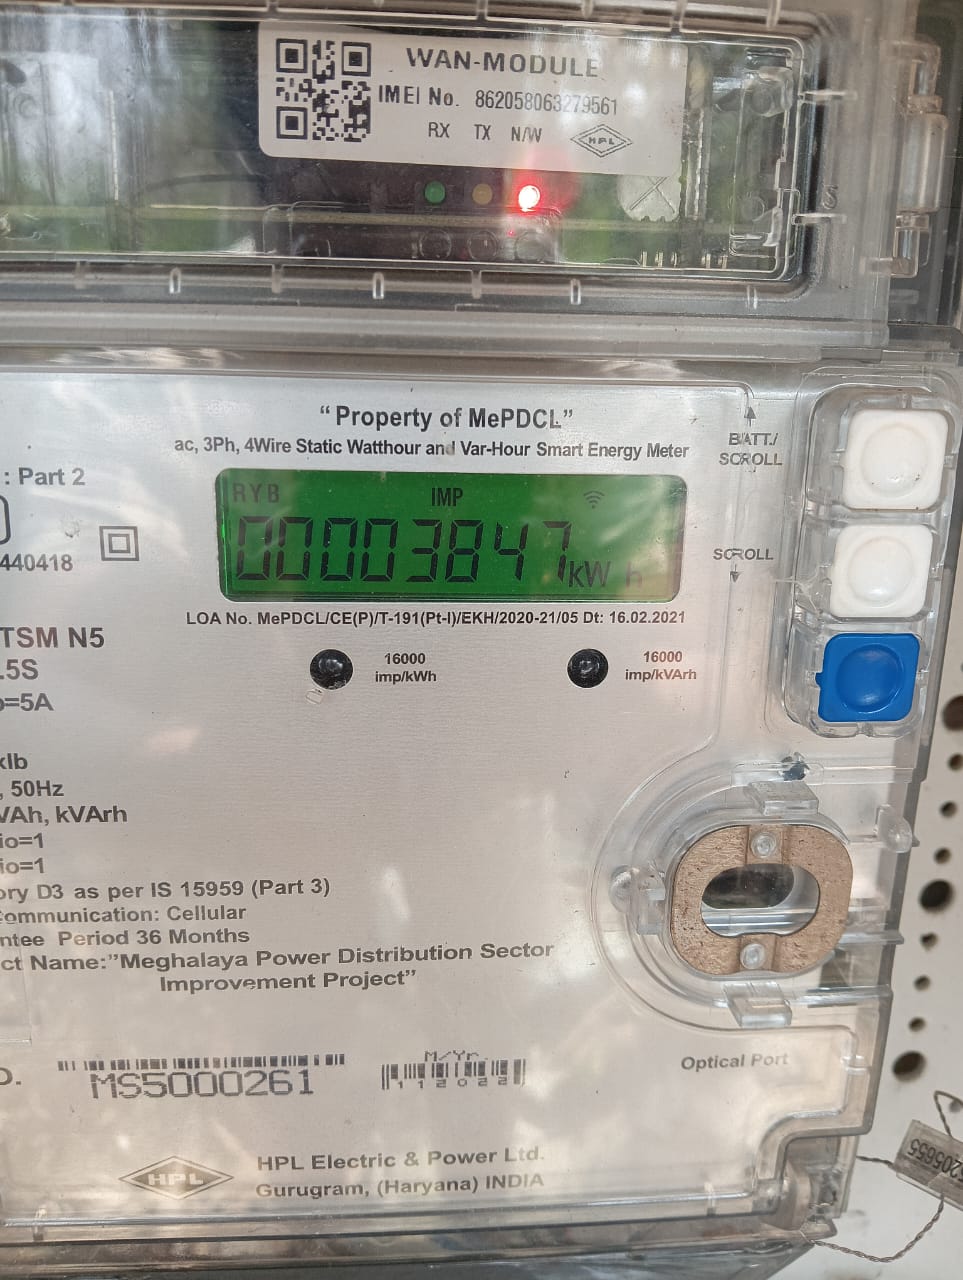 WAN-MODULE
IMEI No. 862058063279561
RX TX N/W
HPL
"Property of MePDCL"
ac, 3Ph, 4Wire Static Watthour and Var-Hour Smart Energy Meter
BATT./
SCROLL
: Part 2
RYB IMP
00003847 kWh
440418
SCROLL
LOA No. MePDCL/CE(P)/T-191(Pt-I)/EKH/2020-21/05 Dt: 16.02.2021
TSM N5
.5S
=5A
16000
imp/kWh
16000
imp/kVArh
xIb
, 50Hz
VAh, kVArh
io=1
io=1
ory D3 as per IS 15959 (Part 3)
ommunication: Cellular
ntee Period 36 Months
ct Name:"Meghalaya Power Distribution Sector
Improvement Project"
Optical Port
M/Yr.
MS5000261
112022
HPL
HPL Electric & Power Ltd.
Gurugram, (Haryana) INDIA
5205655